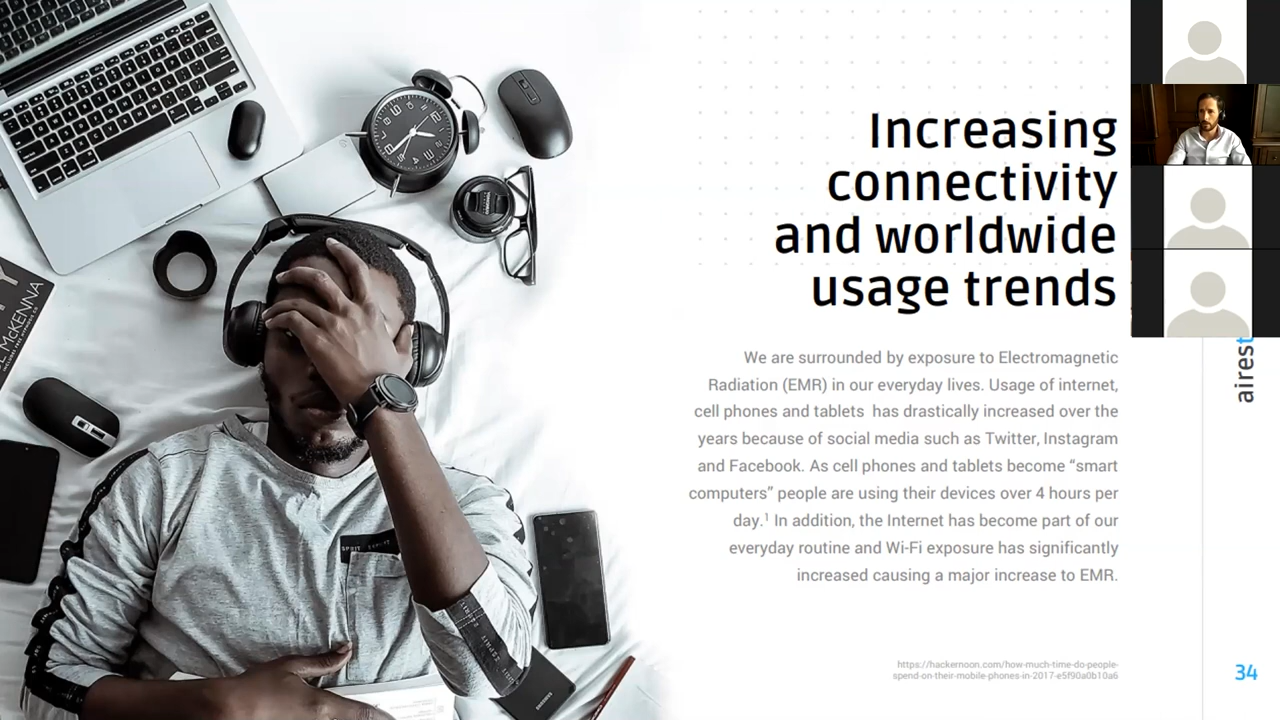 Increasing
connectivity
and worldwide
usage trends
We are surrounded by exposure to Electromagnetic
Radiation (EMR) in our everyday lives. Usage of internet,
cell phones and tablets has drastically increased over the
years because of social media such as Twitter, Instagram
and Facebook. As cell phones and tablets become “smart
computers” people are using their devices over 4 hours per
day.¹ In addition, the Internet has become part of our
everyday routine and Wi-Fi exposure has significantly
increased causing a major increase to EMR.
https://hackernoon.com/how-much-time-do-people-
spend-on-their-mobile-phones-in-2017-e5f90a0b10a6
airest
34
McKENNA
SAMSUNG